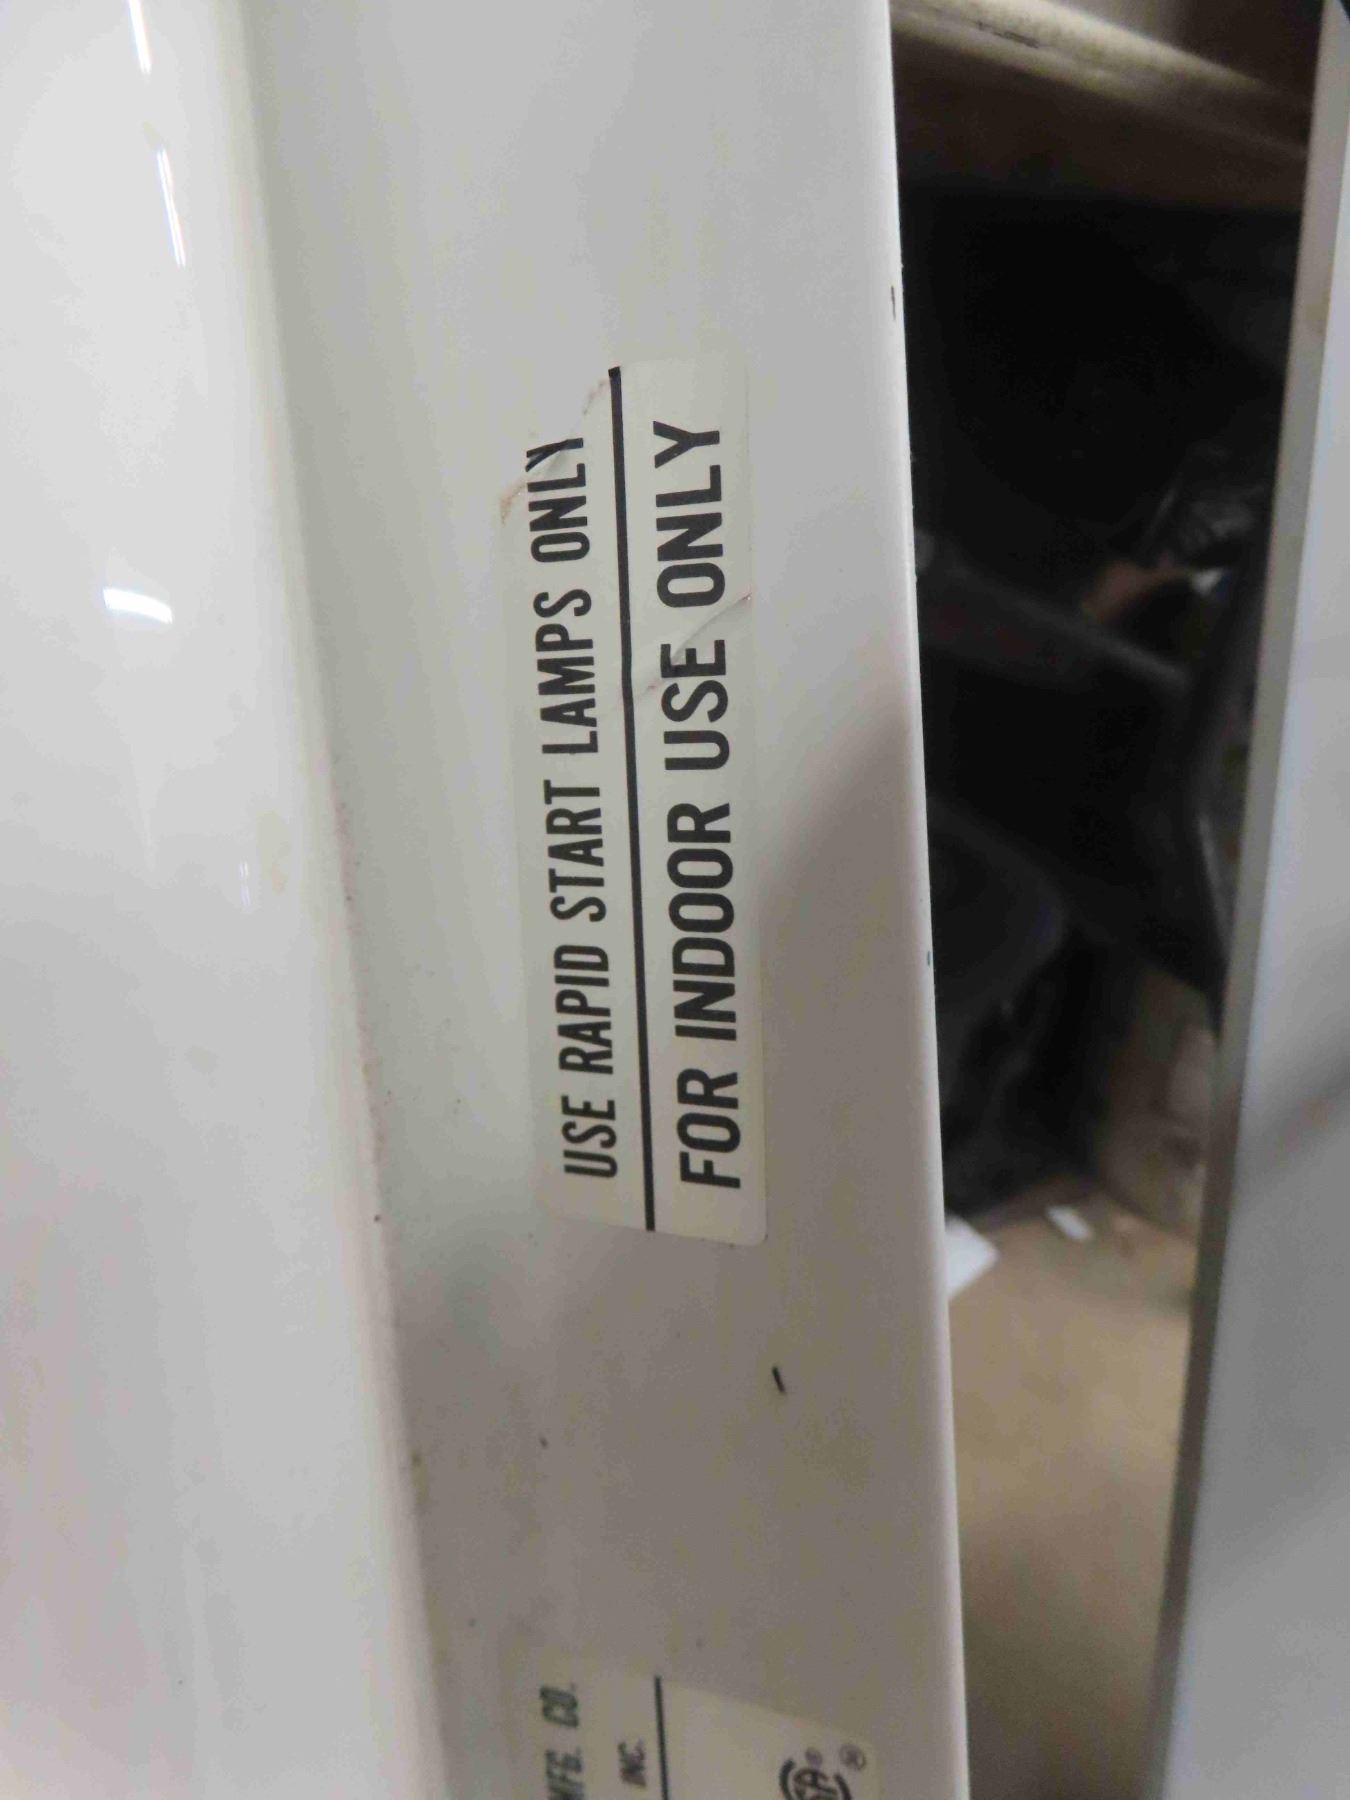 USE RAPID START LAMPS ONLY
FOR INDOOR USE ONLY
MFG. CO.
INC.